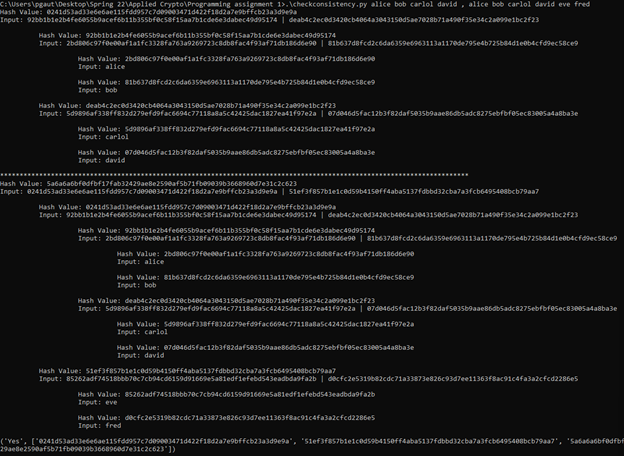 C:\Users\pgaut\Desktop\Spring 22\Applied Crypto\Programming assignment 1>.\checkconsistency.py alice bob carlol david , alice bob carlol david eve fred
Hash Value: 0241d53ad33e6e6ae115fdd957c7d09003471d422f18d2a7e9bffcb23a3d9e9a
Input: 92bb1b1e2b4fe6055b9acef6b11b355bf0c58f15aa7b1cde6e3dabec49d95174 | deab4c2ec0d3420cb4064a3043150d5ae7028b71a490f35e34c2a099e1bc2f23
Hash Value: 92bb1b1e2b4fe6055b9acef6b11b355bf0c58f15aa7b1cde6e3dabec49d95174
Input: 2bd806c97f0e00af1a1fc3328fa763a9269723c8db8fac4f93af71db186d6e90 | 81b637d8fcd2c6da6359e6963113a1170de795e4b725b84d1e0b4cfd9ec58ce9
Hash Value: 2bd806c97f0e00af1a1fc3328fa763a9269723c8db8fac4f93af71db186d6e90
Input: alice
Hash Value: 81b637d8fcd2c6da6359e6963113a1170de795e4b725b84d1e0b4cfd9ec58ce9
Input: bob
Hash Value: deab4c2ec0d3420cb4064a3043150d5ae7028b71a490f35e34c2a099e1bc2f23
Input: 5d9896af338ff832d279efd9fac6694c77118a8a5c42425dac1827ea41f97e2a | 07d046d5fac12b3f82daf5035b9aae86db5adc8275ebfbf05ec83005a4a8ba3e
Hash Value: 5d9896af338ff832d279efd9fac6694c77118a8a5c42425dac1827ea41f97e2a
Input: carlol
Hash Value: 07d046d5fac12b3f82daf5035b9aae86db5adc8275ebfbf05ec83005a4a8ba3e
Input: david
Hash Value:
Input: 0241d53ad33e6e6ae115fdd957c7d09003471d422f18d2a7e9bffcb23a3d9e9a | 51ef3f857b1e1c0d59b4150ff4aba5137fdbbd32cba7a3fcb6495408bcb79aa7
Hash Value: 0241d53ad33e6e6ae115fdd957c7d09003471d422f18d2a7e9bffcb23a3d9e9a
Input: 92bb1b1e2b4fe6055b9acef6b11b355bf0c58f15aa7b1cde6e3dabec49d95174 | deab4c2ec0d3420cb4064a3043150d5ae7028b71a490f35e34c2a099e1bc2f23
Hash Value: 92bb1b1e2b4fe6055b9acef6b11b355bf0c58f15aa7b1cde6e3dabec49d95174
Input: 2bd806c97f0e00af1a1fc3328fa763a9269723c8db8fac4f93af71db186d6e90 | 81b637d8fcd2c6da6359e6963113a1170de795e4b725b84d1e0b4cfd9ec58ce9
Hash Value: 2bd806c97f0e00af1a1fc3328fa763a9269723c8db8fac4f93af71db186d6e90
Input: alice
Hash Value: 81b637d8fcd2c6da6359e6963113a1170de795e4b725b84d1e0b4cfd9ec58ce9
Input: bob
Hash Value: deab4c2ec0d3420cb4064a3043150d5ae7028b71a490f35e34c2a099e1bc2f23
Input: 5d9896af338ff832d279efd9fac6694c77118a8a5c42425dac1827ea41f97e2a | 07d046d5fac12b3f82daf5035b9aae86db5adc8275ebfbf05ec83005a4a8ba3e
Hash Value: 5d9896af338ff832d279efd9fac6694c77118a8a5c42425dac1827ea41f97e2a
Input: carlol
Hash Value: 07d046d5fac12b3f82daf5035b9aae86db5adc8275ebfbf05ec83005a4a8ba3e
Input: david
Hash Value: 51ef3f857b1e1c0d59b4150ff4aba5137fdbbd32cba7a3fcb6495408bcb79aa7
Input: 85262adf74518bbb70c7cb94cd6159d91669e5a81edf1efebd543eadbda9fa2b | d0cfc2e5319b82cdc71a33873e826c93d7ee11363f8ac91c4fa3a2cfcd2286e5
Hash Value: 85262adf74518bbb70c7cb94cd6159d91669e5a81edf1efebd543eadbda9fa2b
Input: eve
Hash Value: d0cfc2e5319b82cdc71a33873e826c93d7ee11363f8ac91c4fa3a2cfcd2286e5
Input: fred
('Yes', ['0241d53ad33e6e6ae115fdd957c7d09003471d422f18d2a7e9bffcb23a3d9e9a', '51ef3f857b1e1c0d59b4150ff4aba5137fdbbd32cba7a3fcb6495408bcb79aa7',